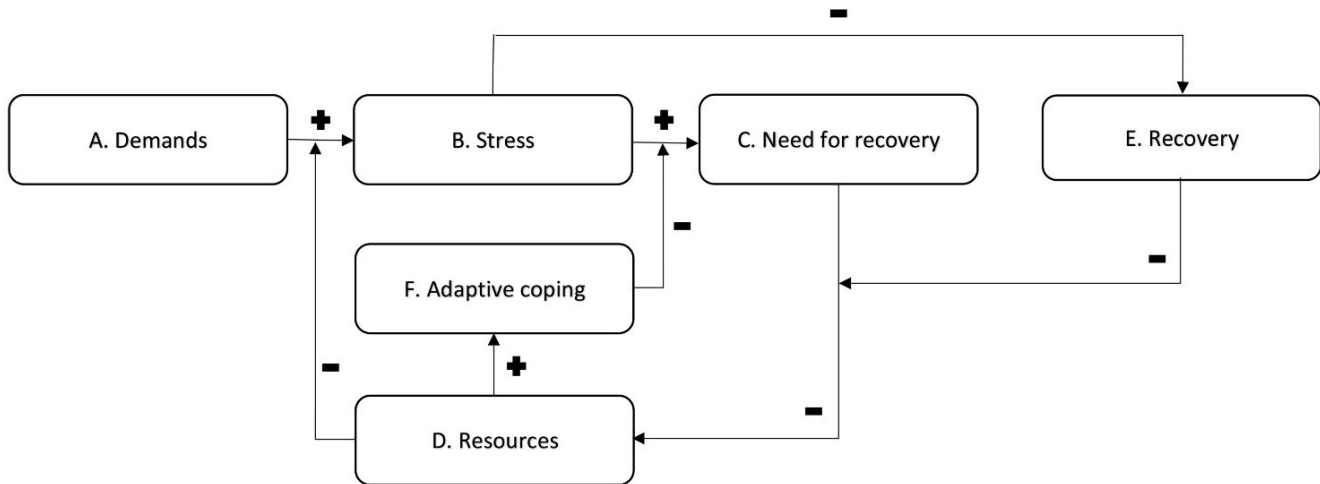 -
A. Demands
+
B. Stress
+
C. Need for recovery
E. Recovery
-
F. Adaptive coping
-
-
+
-
D. Resources